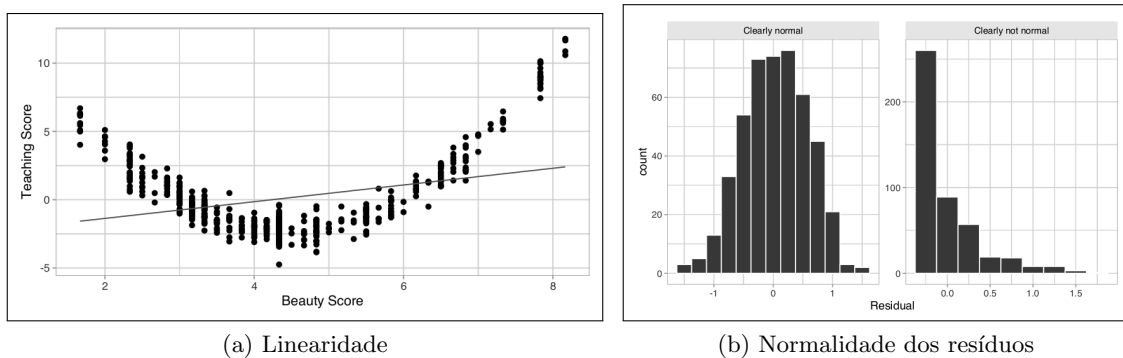 10
5
0
-5
Teaching Score
2
4
6
8
Beauty Score
(a) Linearidade
Clearly normal
Clearly not normal
60
40
20
0
count
200
100
0
-1
0
1
0.0
0.5
1.0
1.5
Residual
(b) Normalidade dos resíduos